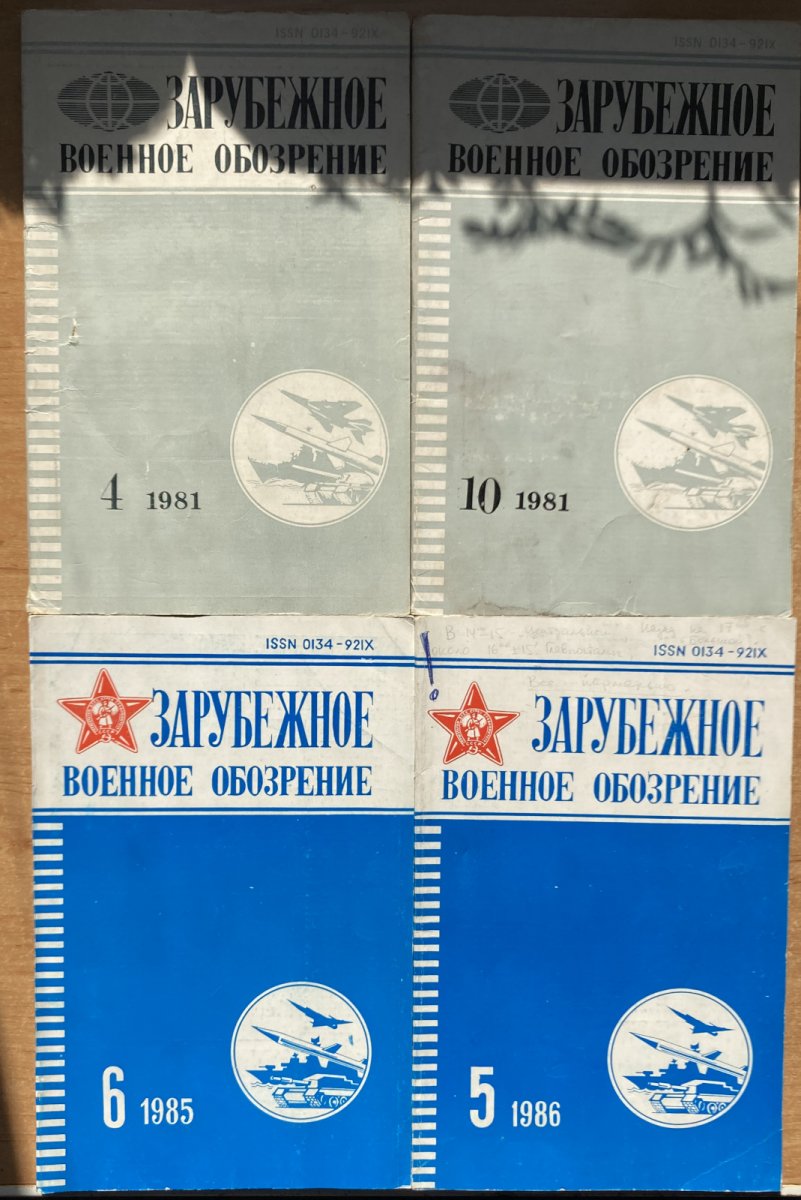 ISSN 0134-921X
ЗАРУБЕЖНОЕ
ВОЕННОЕ ОБОЗРЕНИЕ
4 1981
ISSN 0134-921X
ЗАРУБЕЖНОЕ
ВОЕННОЕ ОБОЗРЕНИЕ
10 1981
ISSN 0134-921X
ЗАРУБЕЖНОЕ
ВОЕННОЕ ОБОЗРЕНИЕ
6 1985
ISSN 0134-921X
ЗАРУБЕЖНОЕ
ВОЕННОЕ ОБОЗРЕНИЕ
5 1986